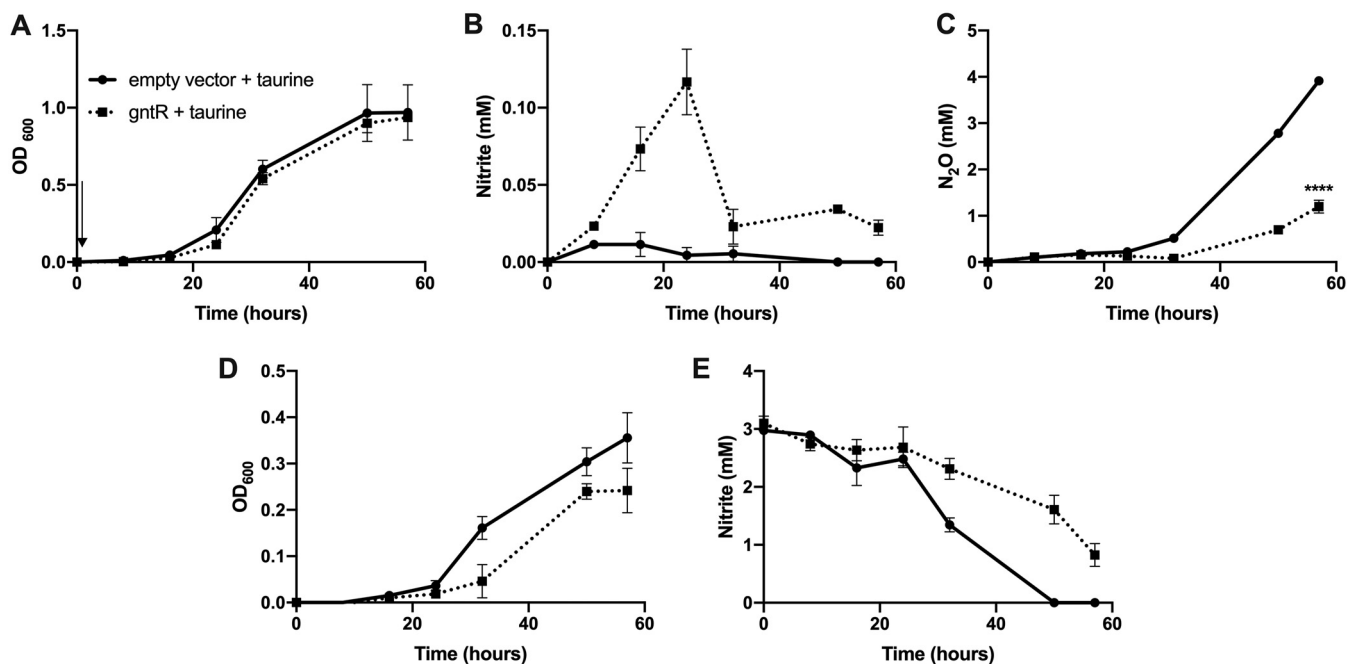 A
OD 600
1.5
1.0
0.5
0.0
empty vector + taurine
gntR + taurine
0 20 40 60
Time (hours)
B
Nitrite (mM)
0.15
0.10
0.05
0.00
0 20 40 60
Time (hours)
C
N2O (mM)
5
4
3
2
1
0
****
0 20 40 60
Time (hours)
D
OD600
0.5
0.4
0.3
0.2
0.1
0.0
0 20 40 60
Time (hours)
E
Nitrite (mM)
4
3
2
1
0
0 20 40 60
Time (hours)